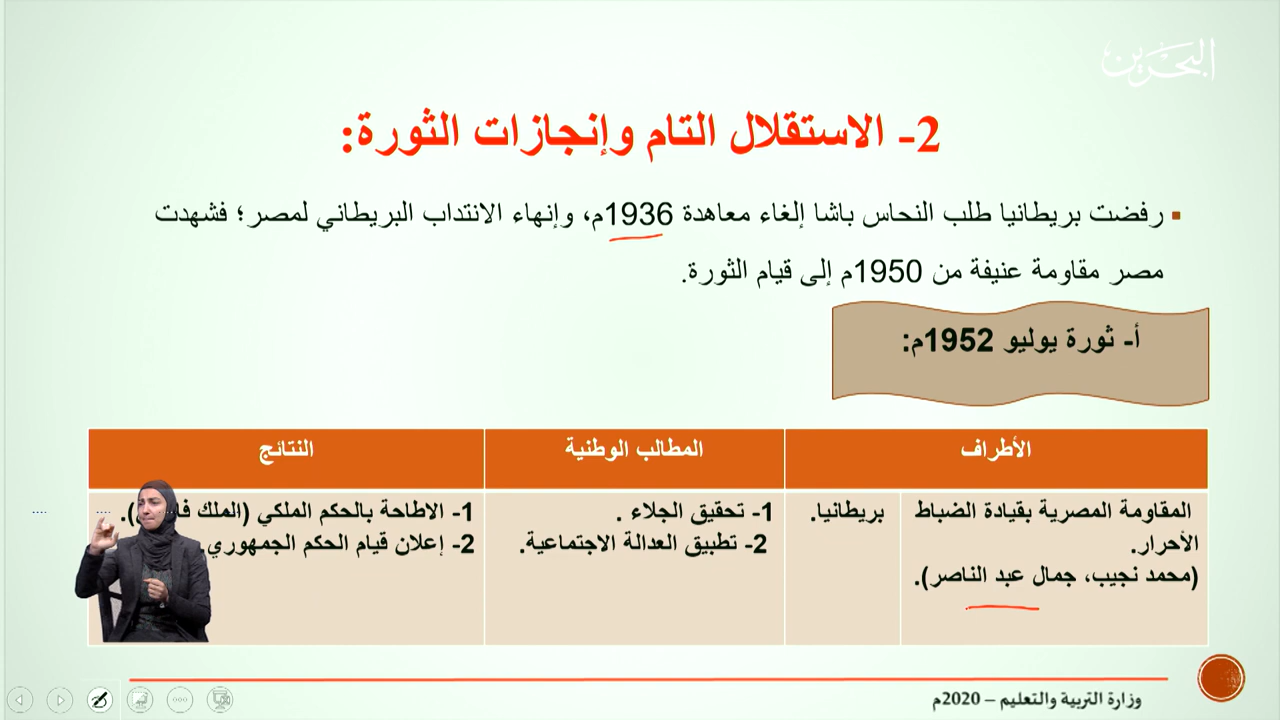 البحرين
2- الاستقلال التام وإنجازات الثورة:
▪ رفضت بريطانيا طلب النحاس باشا إلغاء معاهدة 1936م، وإنهاء الانتداب البريطاني لمصر؛ فشهدت
مصر مقاومة عنيفة من 1950م إلى قيام الثورة.
أ- ثورة يوليو 1952م:
الأطراف
المطالب الوطنية
النتائج
المقاومة المصرية بقيادة الضباط
الأحرار.
(محمد نجيب، جمال عبد الناصر).
بريطانيا.
1- تحقيق الجلاء .
2- تطبيق العدالة الاجتماعية.
1- الاطاحة بالحكم الملكي (الملك
2- إعلان قيام الحكم الجمهوري.
وزارة التربية والتعليم – 2020م